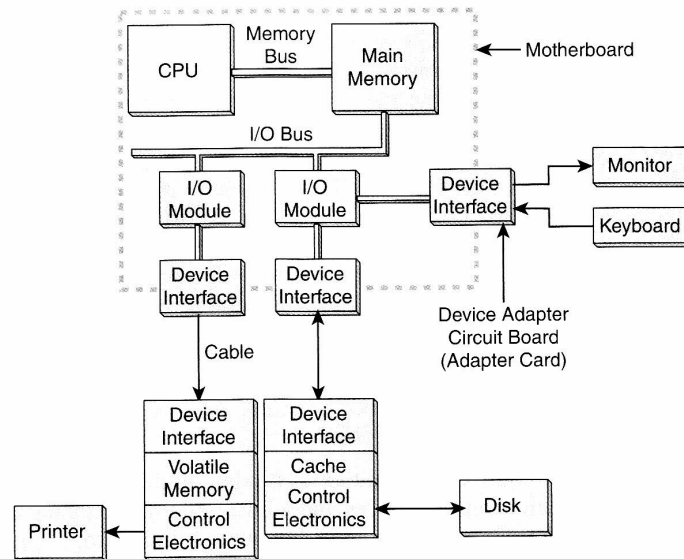 Memory
Bus
CPU
Main
Memory
Motherboard
I/O Bus
I/O
Module
I/O
Module
Device
Interface
Monitor
Keyboard
Device
Interface
Device
Interface
Device Adapter
Circuit Board
(Adapter Card)
Cable
Device
Interface
Volatile
Memory
Control
Electronics
Device
Interface
Cache
Control
Electronics
Printer
Disk